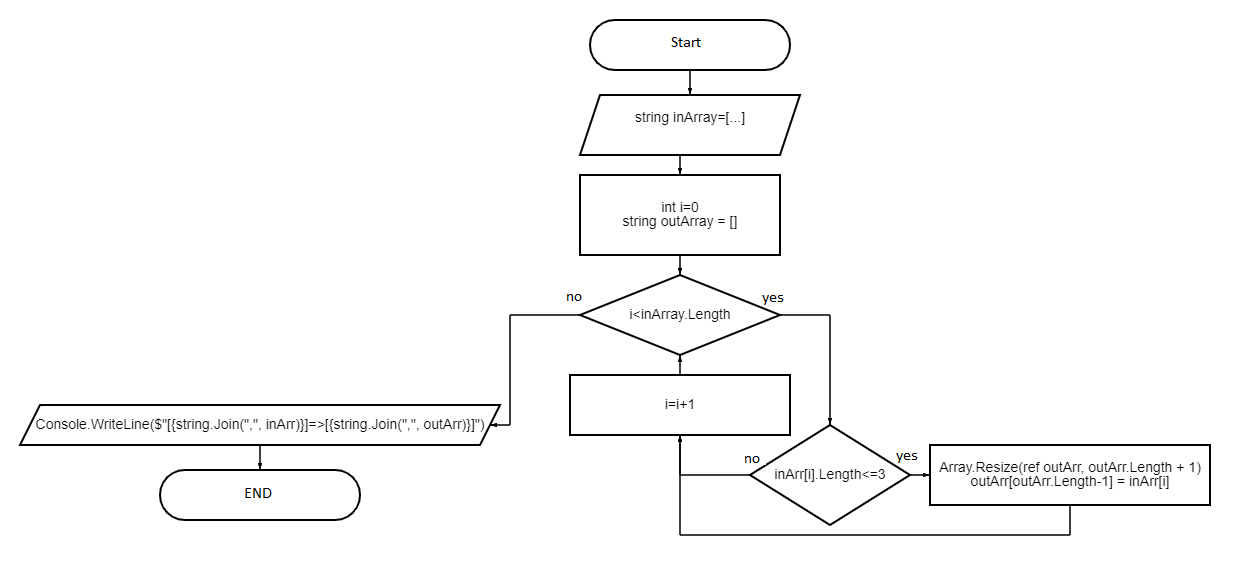 Start
string inArray=[...]
int i=0
string outArray = []
no
yes
i<inArray.Length
i=i+1
Console.WriteLine($"[{string.Join(",", inArr)}]=>[{string.Join(",", outArr)}]")
no
yes
inArr[i].Length<=3
Array.Resize(ref outArr, outArr.Length + 1)
outArr[outArr.Length-1] = inArr[i]
END